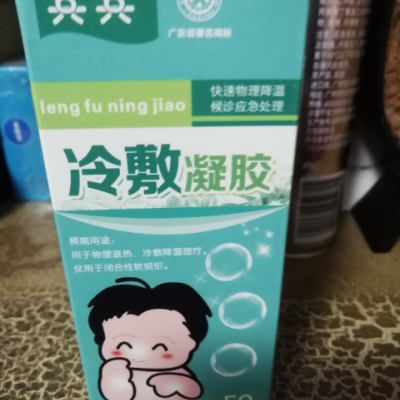 兵兵
广东省著名商标
leng fu ning jiao
快速物理降温
候诊应急处理
冷敷凝胶
预期用途:
用于物理退热、冷敷降温理疗。
仅用于闭合性软组织。